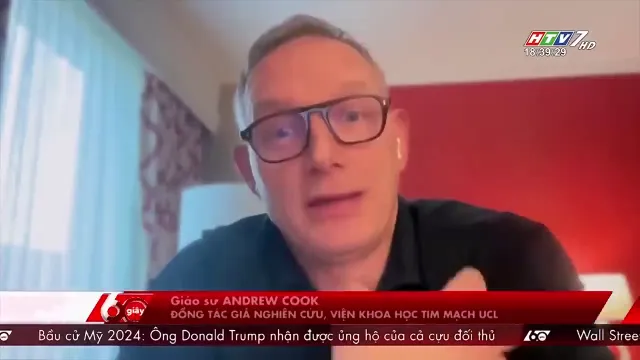 HTV7 HD
18:39:29
60 giây
Giáo sư ANDREW COOK
ĐỒNG TÁC GIẢ NGHIÊN CỨU, VIỆN KHOA HỌC TIM MẠCH UCL
Bầu cử Mỹ 2024: Ông Donald Trump nhận được ủng hộ của cả cựu đối thủ
60
Wall Stree